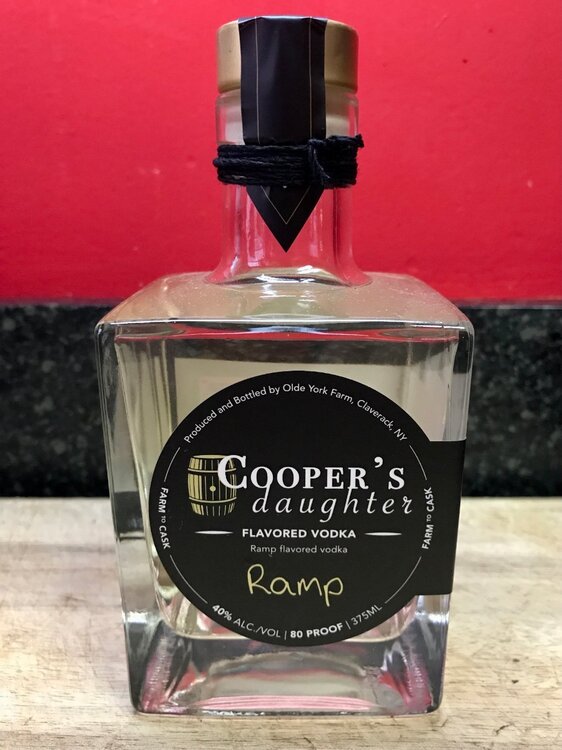 Produced and Bottled by Olde York Farm, Claverack, NY
COOPER'S
daughter
FARM TO CASK
FARM TO CASK
FLAVORED VODKA
Ramp flavored vodka
Ramp
40% ALC./VOL | 80 PROOF | 375ML